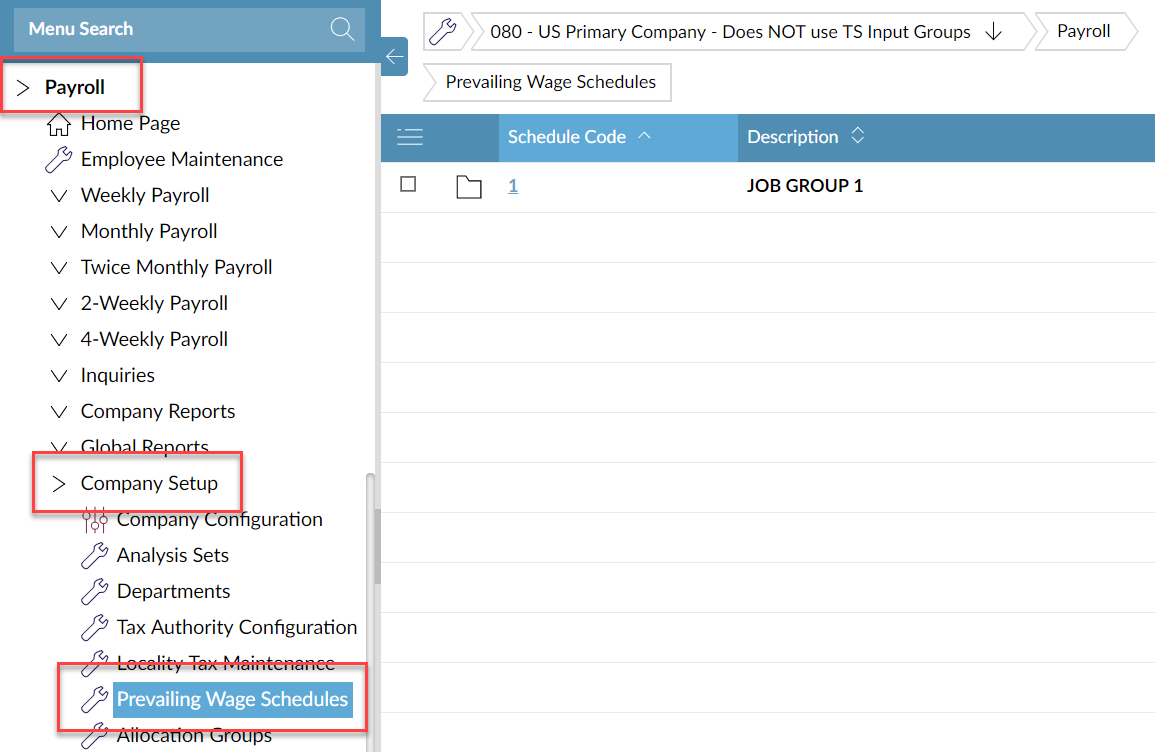 Menu Search
Payroll
Home Page
Employee Maintenance
Weekly Payroll
Monthly Payroll
Twice Monthly Payroll
2-Weekly Payroll
4-Weekly Payroll
Inquiries
Company Reports
Global Reports
Company Setup
Company Configuration
Analysis Sets
Departments
Tax Authority Configuration
Locality Tax Maintenance
Prevailing Wage Schedules
Allocation Groups
080 - US Primary Company - Does NOT use TS Input Groups
Payroll
Prevailing Wage Schedules
Schedule Code Description
1 JOB GROUP 1